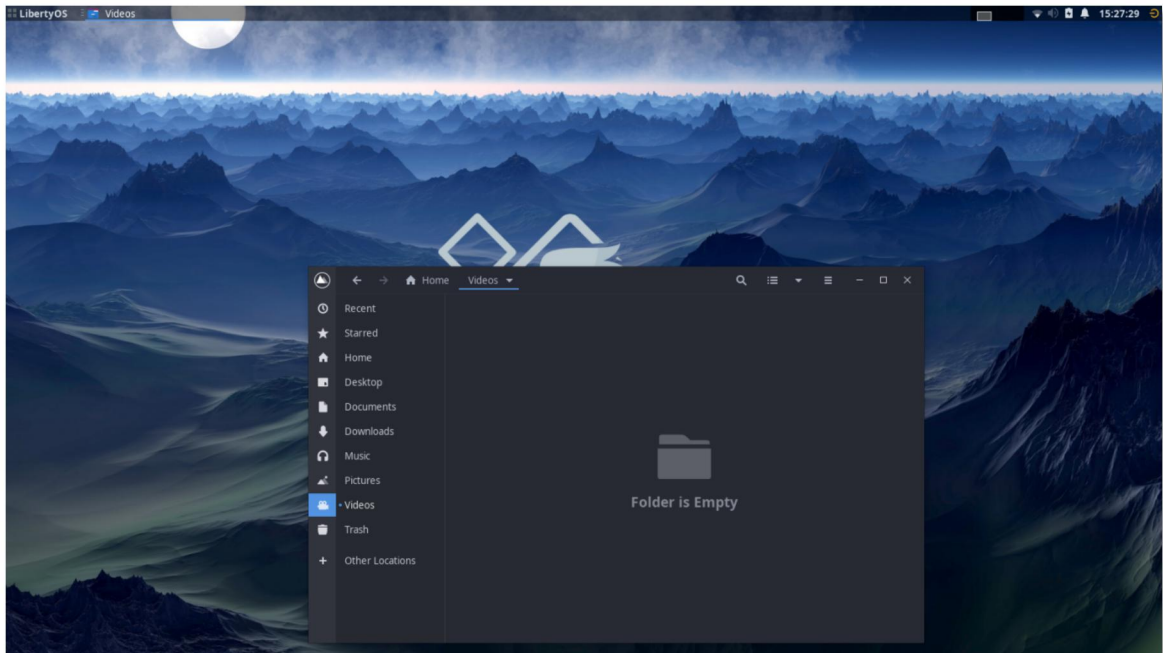 LibertyOS Videos 15:27:29
Home Videos
Recent
Starred
Home
Desktop
Documents
Downloads
Music
Pictures
Videos
Trash
Other Locations
Folder is Empty